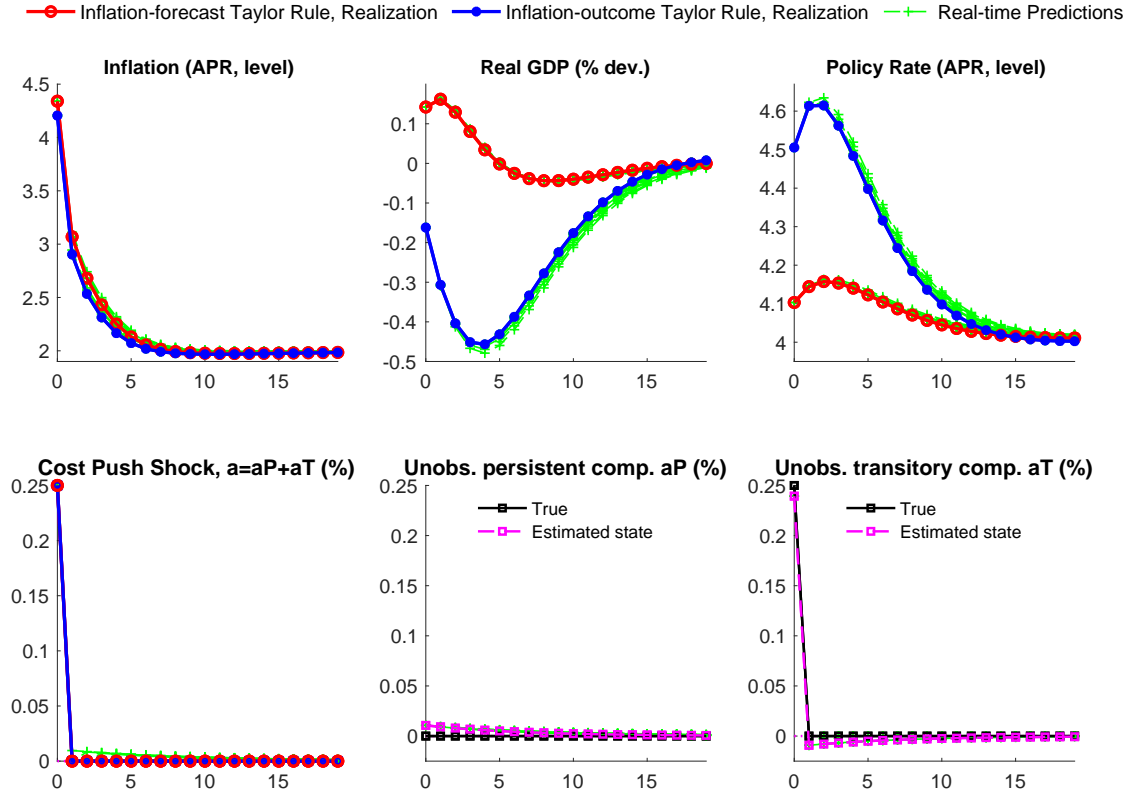 Inflation-forecast Taylor Rule, Realization Inflation-outcome Taylor Rule, Realization Real-time Predictions
Inflation (APR, level)
4.5
4
3.5
3
2.5
2
0 5 10 15
Real GDP (% dev.)
0.1
0
-0.1
-0.2
-0.3
-0.4
-0.5
0 5 10 15
Policy Rate (APR, level)
4.6
4.5
4.4
4.3
4.2
4.1
4
0 5 10 15
Cost Push Shock, a=aP+aT (%)
0.25
0.2
0.15
0.1
0.05
0
0 5 10 15
Unobs. persistent comp. aP (%)
True
Estimated state
0.25
0.2
0.15
0.1
0.05
0
0 5 10 15
Unobs. transitory comp. aT (%)
True
Estimated state
0.25
0.2
0.15
0.1
0.05
0
0 5 10 15